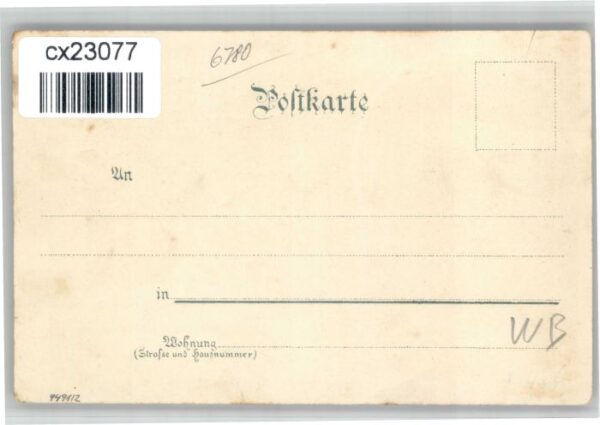 cx23077
6780
Postkarte
An
in
Wohnung
(Straße und Hausnummer)
WB